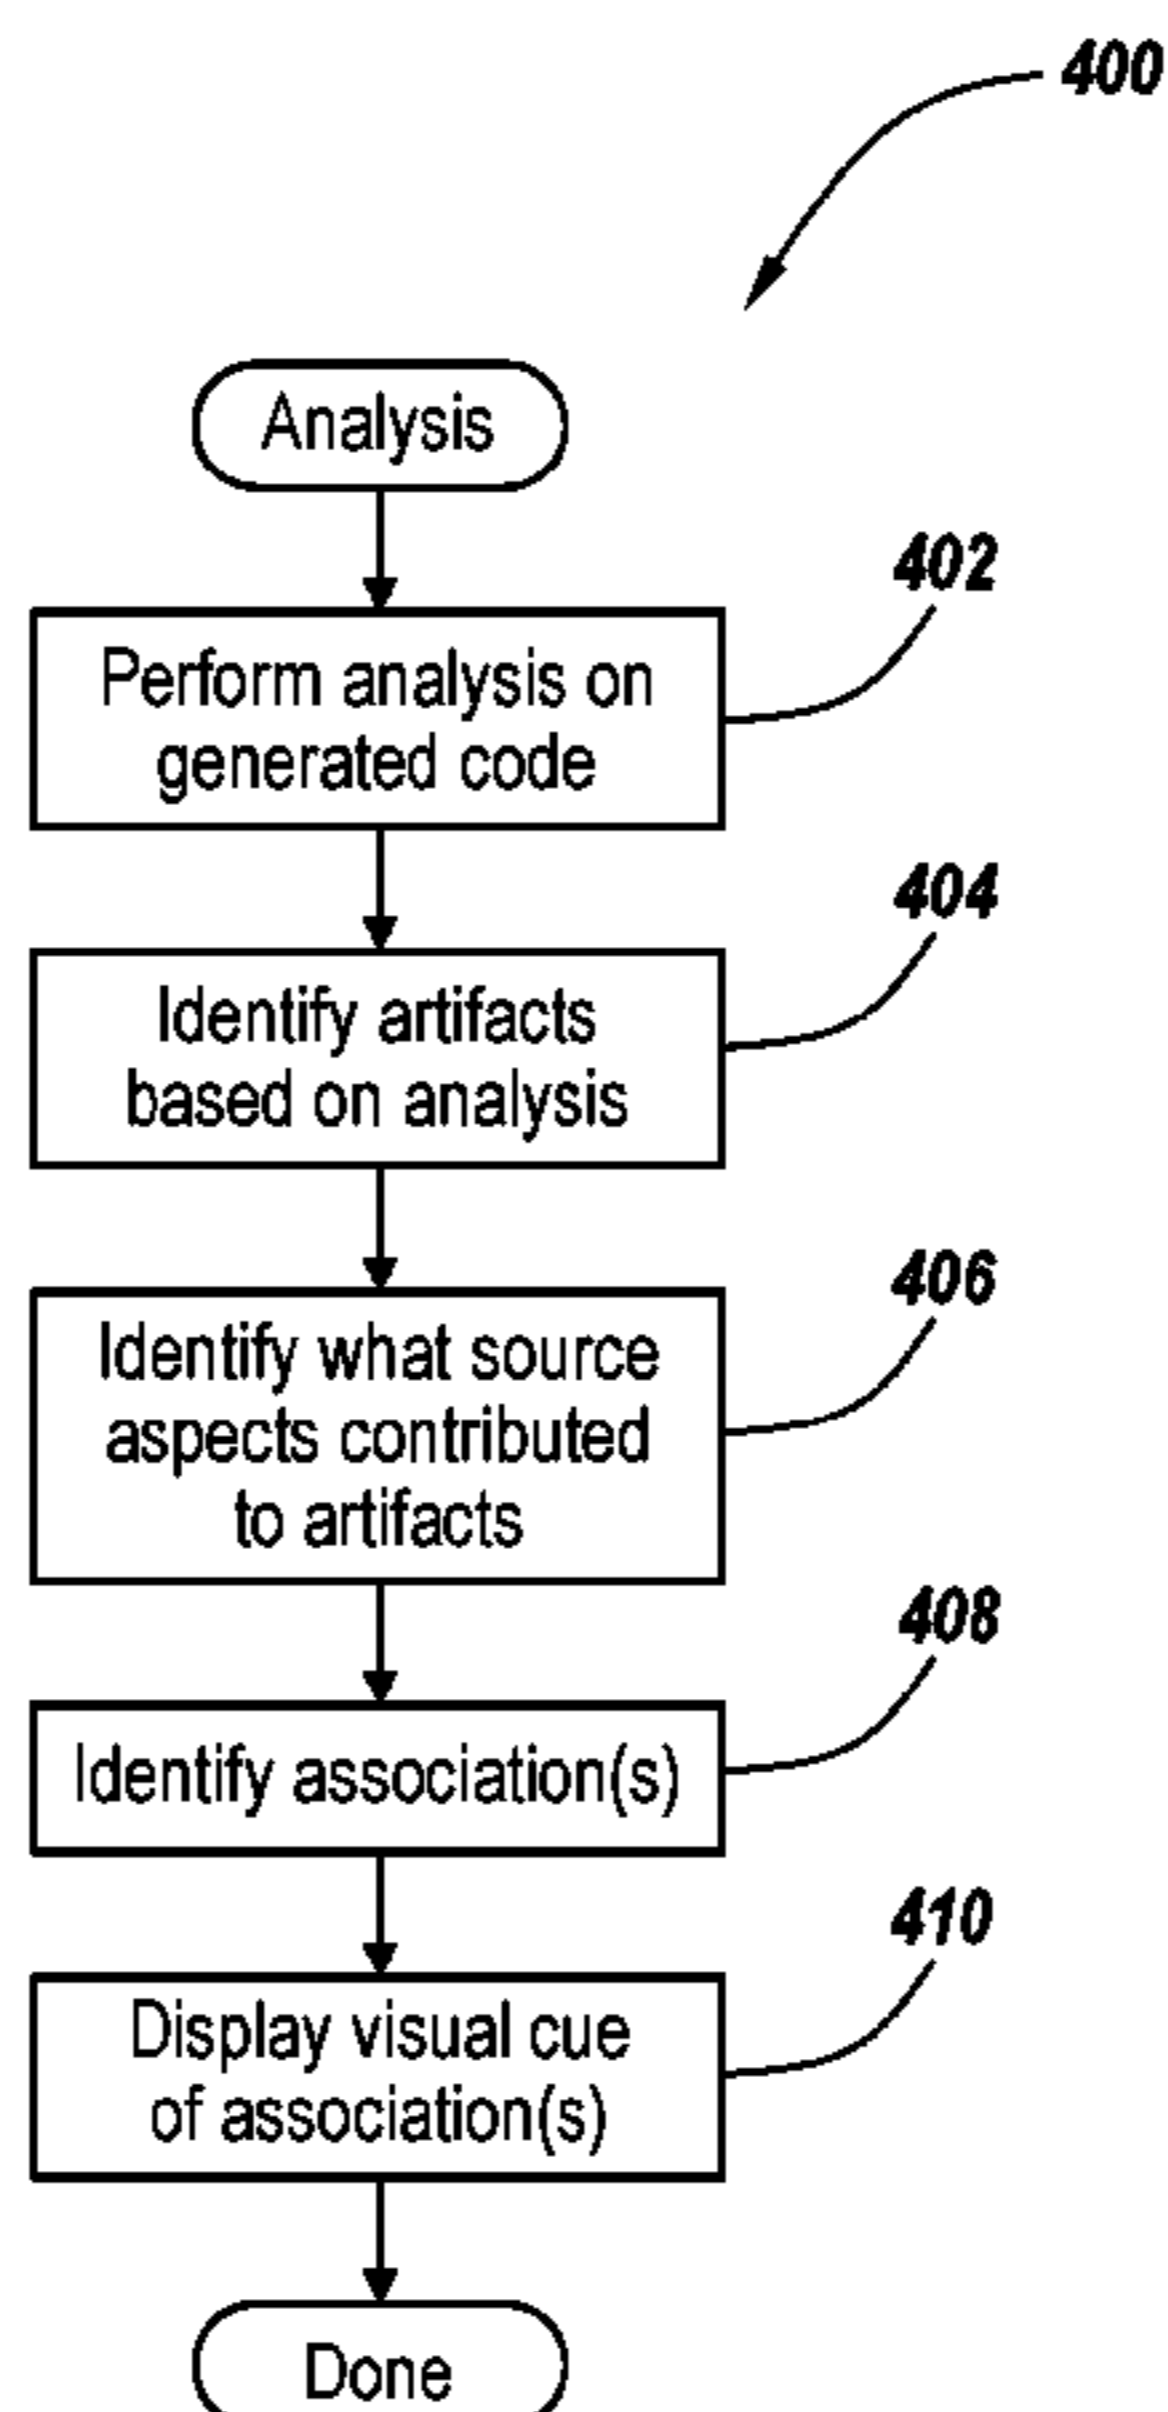 400
Analysis
402
Perform analysis on
generated code
404
Identify artifacts
based on analysis
406
Identify what source
aspects contributed
to artifacts
408
Identify association(s)
410
Display visual cue
of association(s)
Done